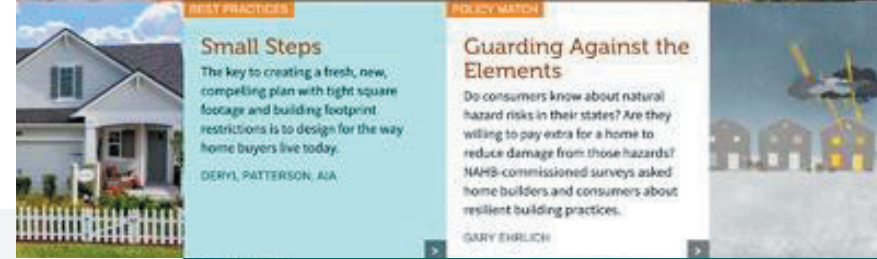 BEST PRACTICES
Small Steps
The key to creating a fresh, new,
compelling plan with tight square
footage and building footprint
restrictions is to design for the way
home buyers live today.
DERYL PATTERSON, AIA
POLICY WATCH
Guarding Against the
Elements
Do consumers know about natural
hazard risks in their states? Are they
willing to pay extra for a home to
reduce damage from those hazards?
NAHB-commissioned surveys asked
home builders and consumers about
resilient building practices.
GARY EHRLICH